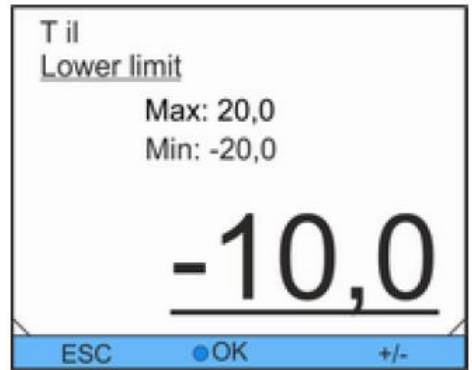 T il
Lower limit
Max: 20,0
Min: -20,0
-10,0
ESC OK +/-